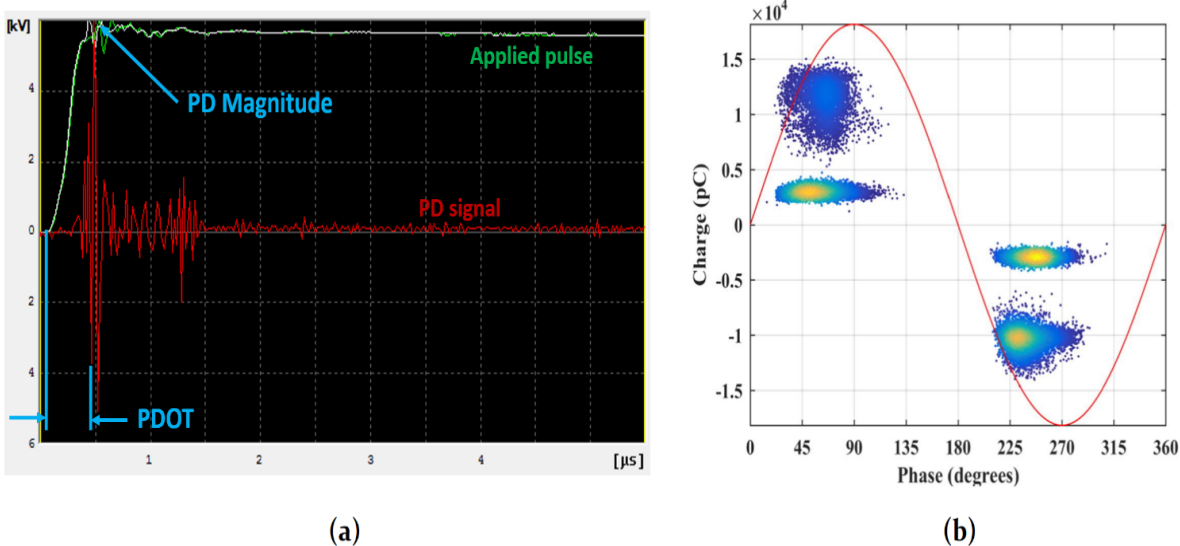 [kV]
4
2
0
2
4
6
1
2
3
4
[µs]
Applied pulse
PD Magnitude
PD signal
PDOT
(a)
×10⁴
1.5
1
0.5
0
-0.5
-1
-1.5
Charge (pC)
0 45 90 135 180 225 270 315 360
Phase (degrees)
(b)